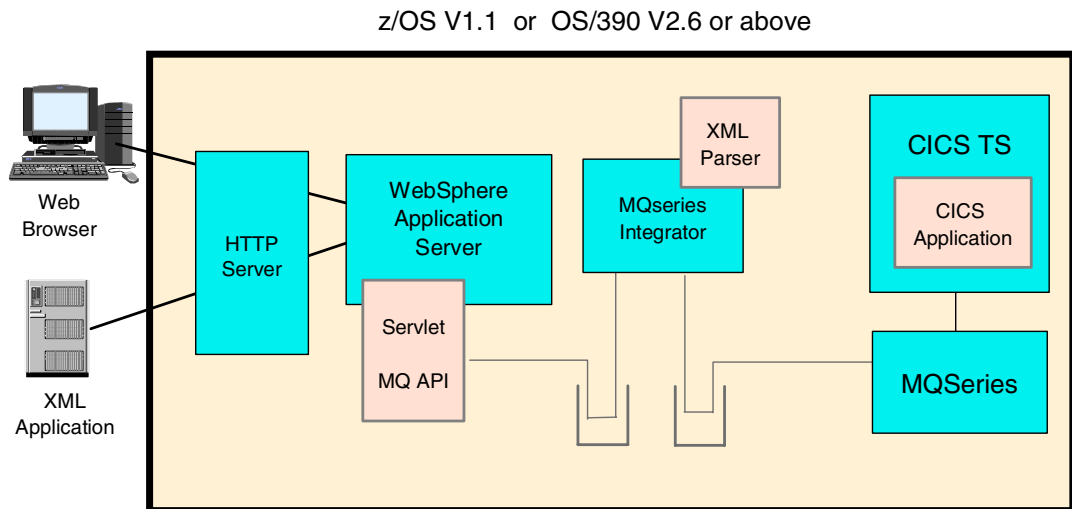 z/OS V1.1 or OS/390 V2.6 or above
Web
Browser
XML
Application
HTTP
Server
WebSphere
Application
Server
Servlet
MQ API
MQseries
Integrator
XML
Parser
CICS TS
CICS
Application
MQSeries